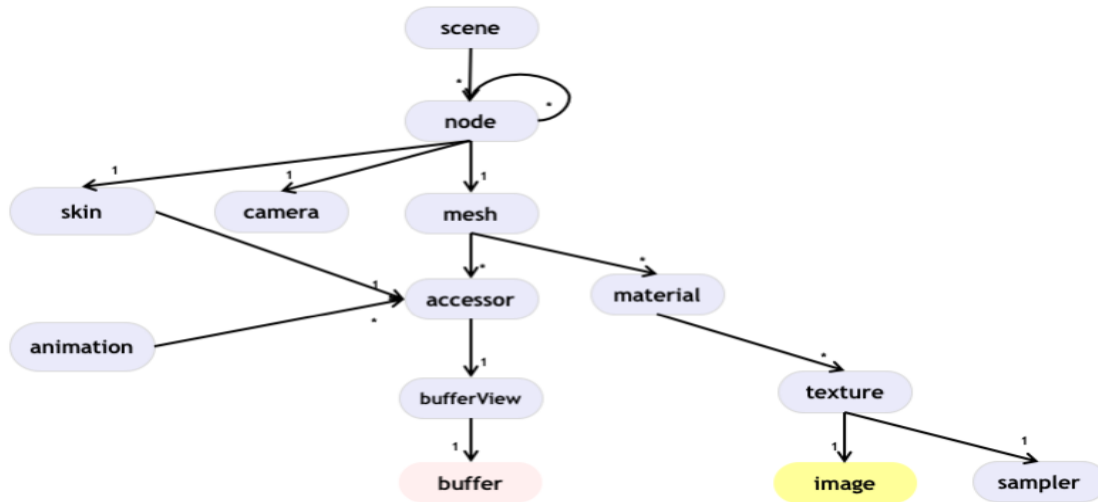 scene
*
node
*
1
1
1
skin
camera
mesh
*
*
1
accessor
material
*
animation
1
*
bufferView
texture
1
1
1
buffer
image
sampler